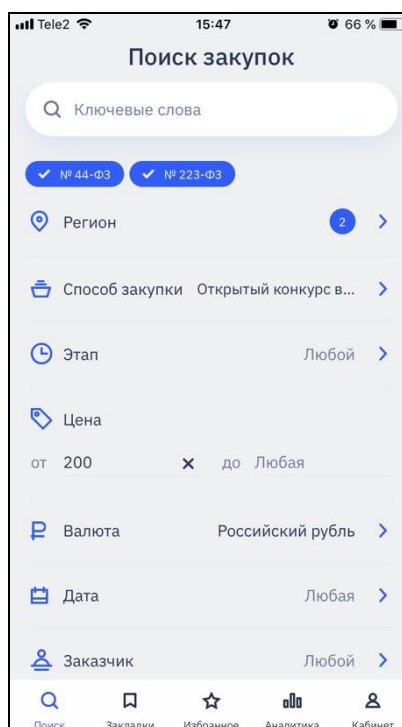 Tele2 15:47 66 %
Поиск закупок
Ключевые слова
№ 44-ФЗ № 223-ФЗ
Регион 2
Способ закупки Открытый конкурс в...
Этап Любой
Цена
от 200 до Любая
Валюта Российский рубль
Дата Любая
Заказчик Любой
Поиск Закладки Избранное Аналитика Кабинет